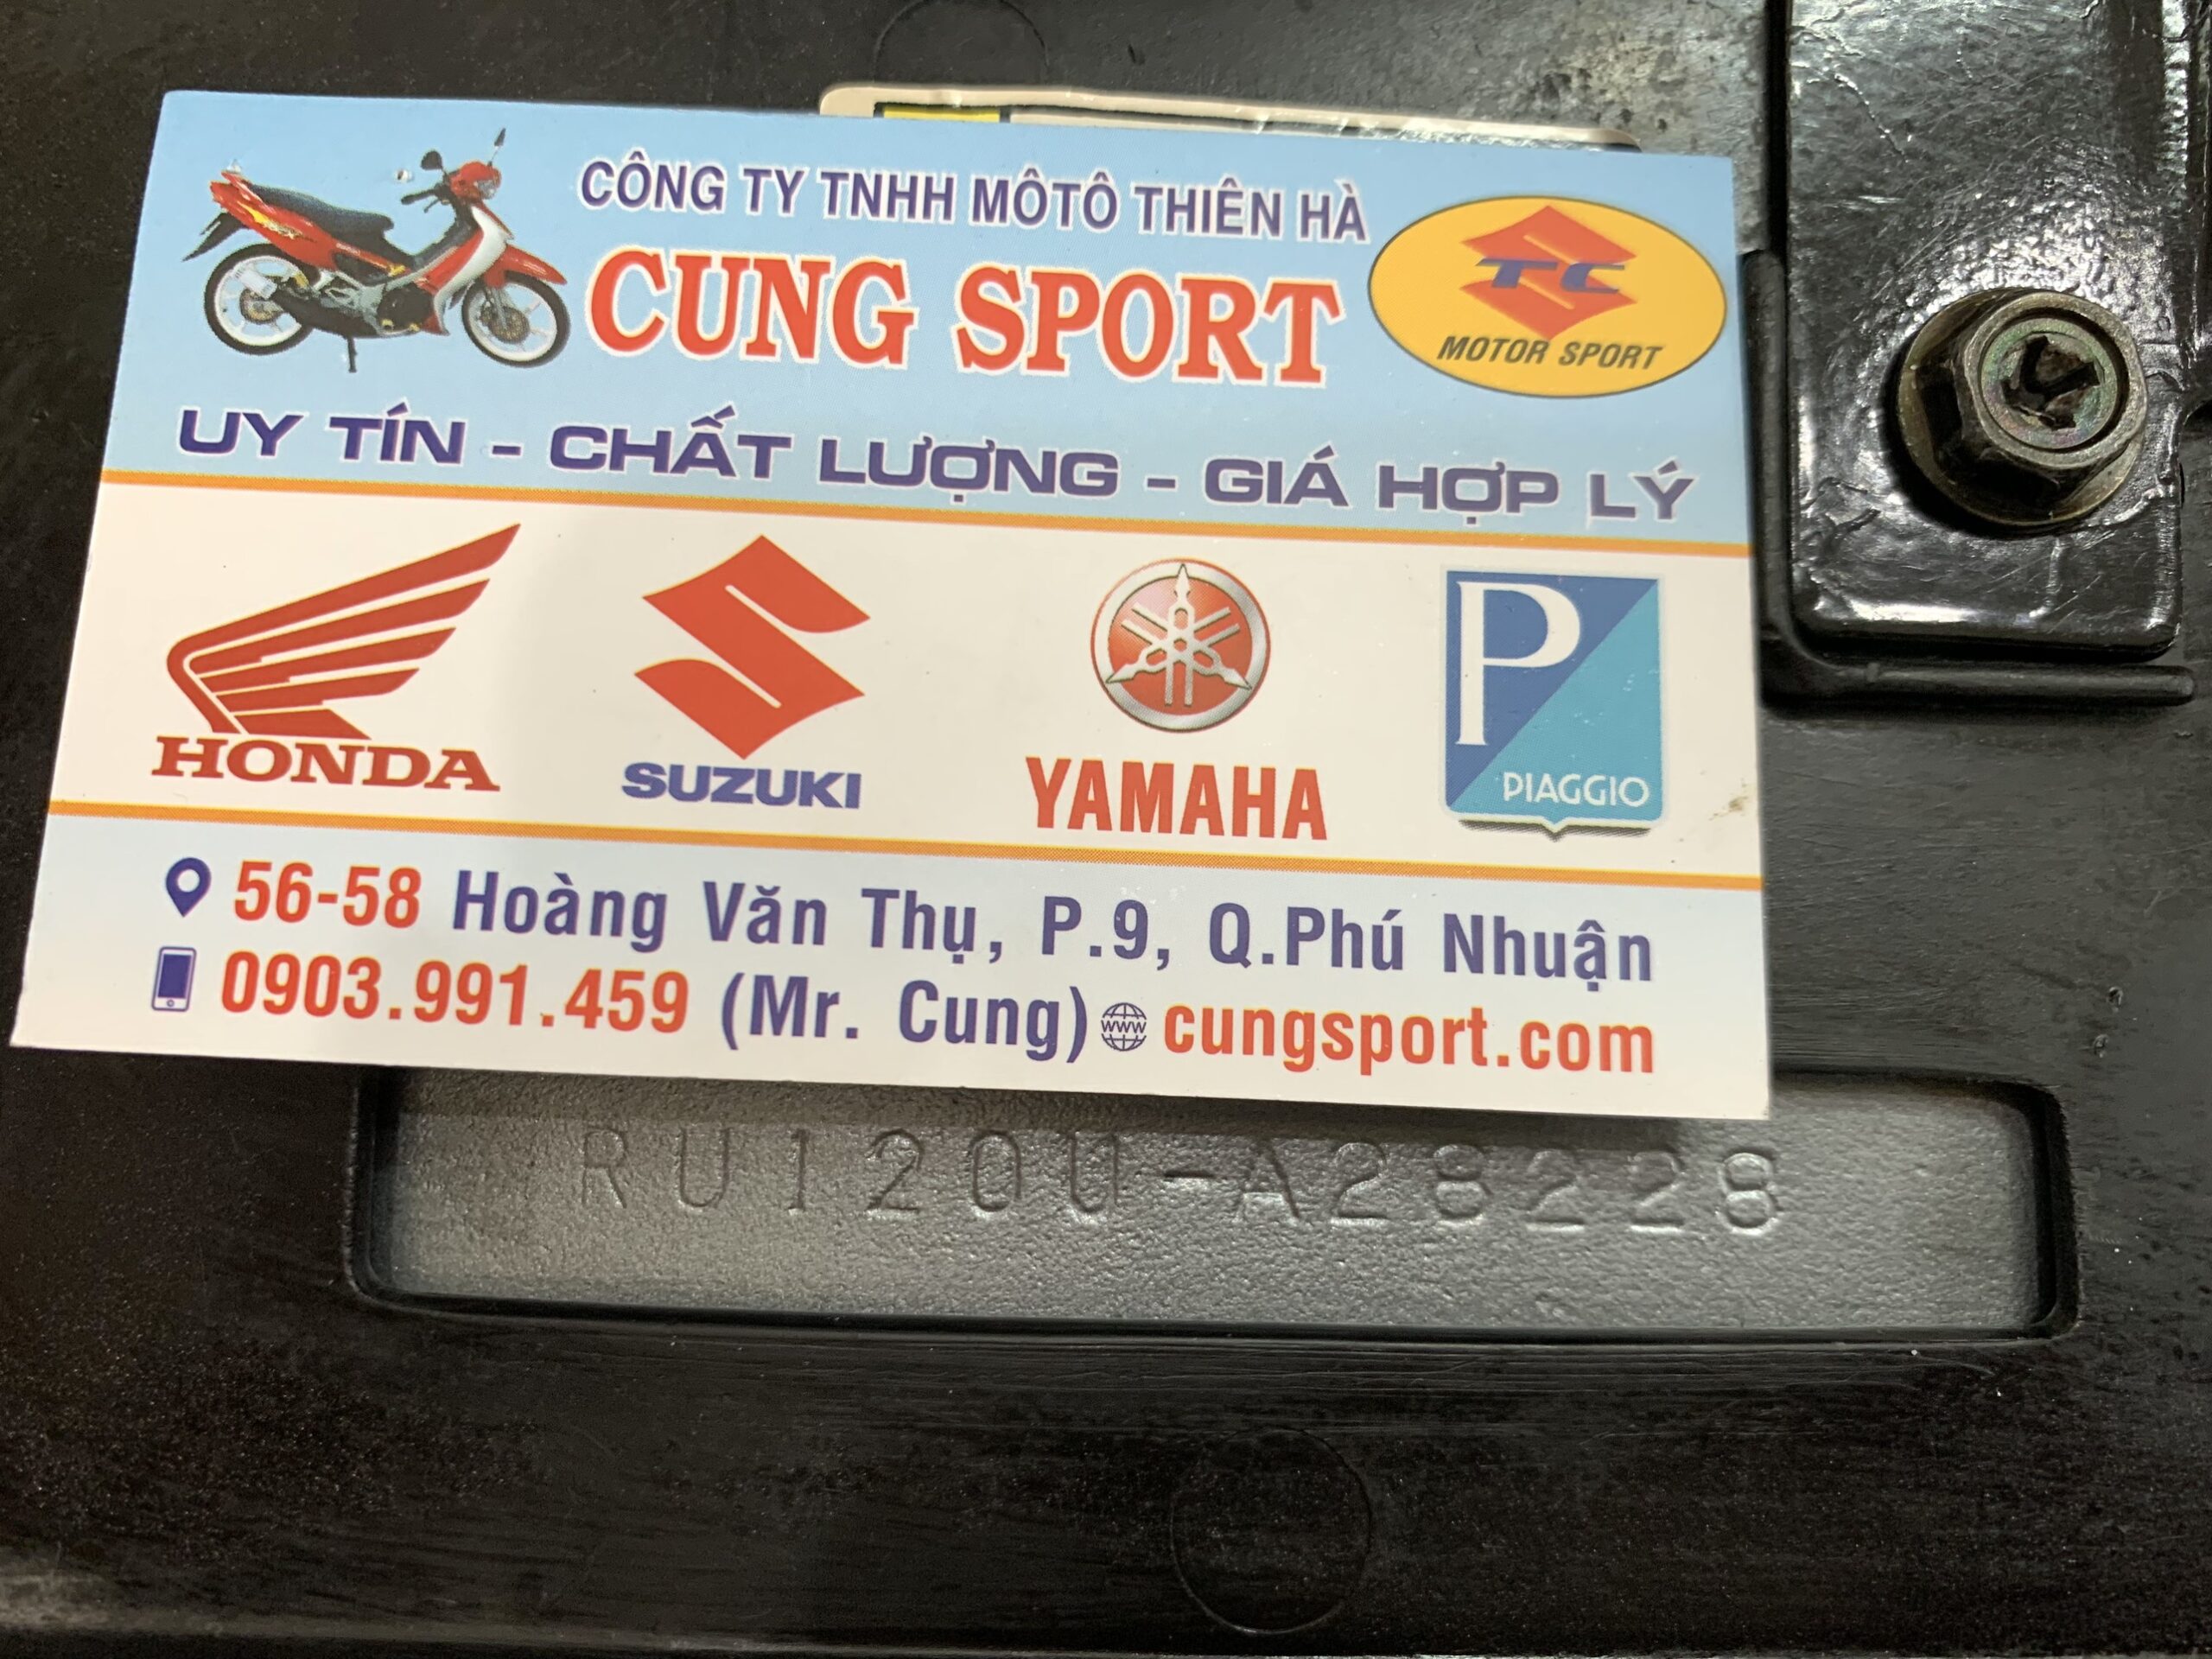 CÔNG TY TNHH MÔTÔ THIÊN HÀ
CUNG SPORT
TC
MOTOR SPORT
UY TÍN - CHẤT LƯỢNG - GIÁ HỢP LÝ
HONDA
SUZUKI
YAMAHA
P
PIAGGIO
56-58 Hoàng Văn Thụ, P.9, Q.Phú Nhuận
0903.991.459 (Mr. Cung) www cungsport.com
RU120U-A28228